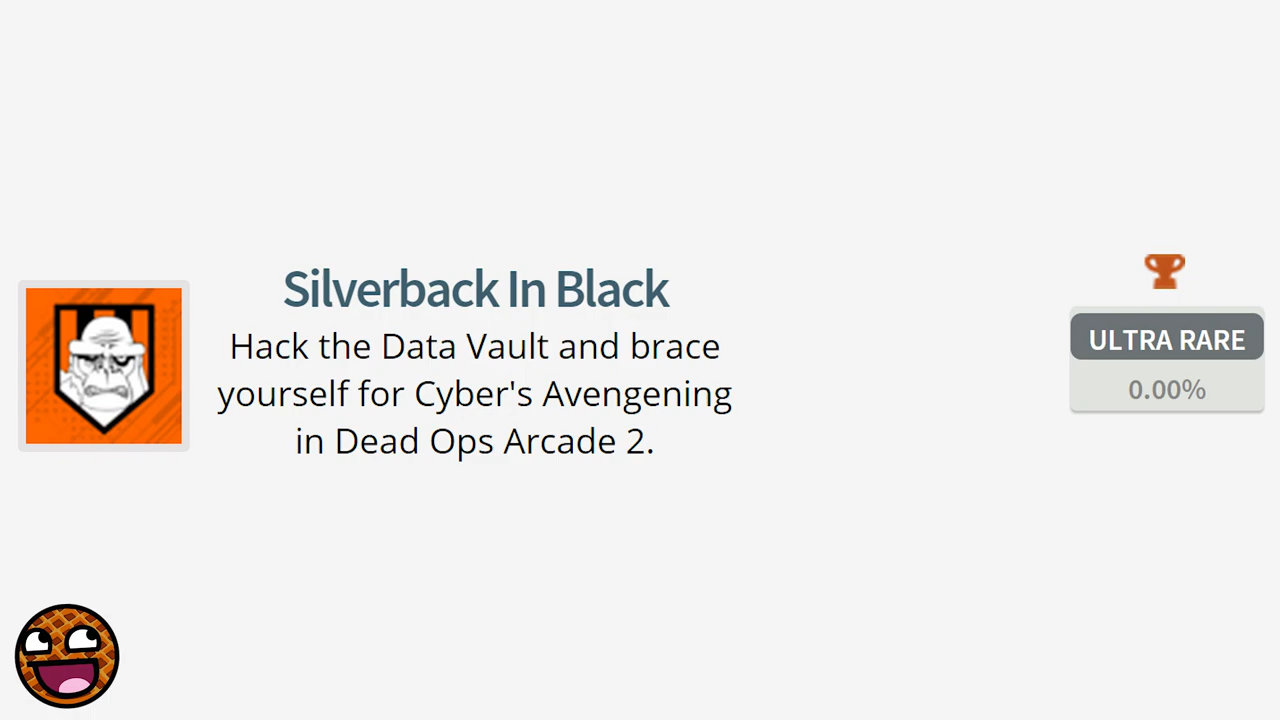 Silverback In Black
Hack the Data Vault and brace
yourself for Cyber's Avengening
in Dead Ops Arcade 2.
ULTRA RARE
0.00%